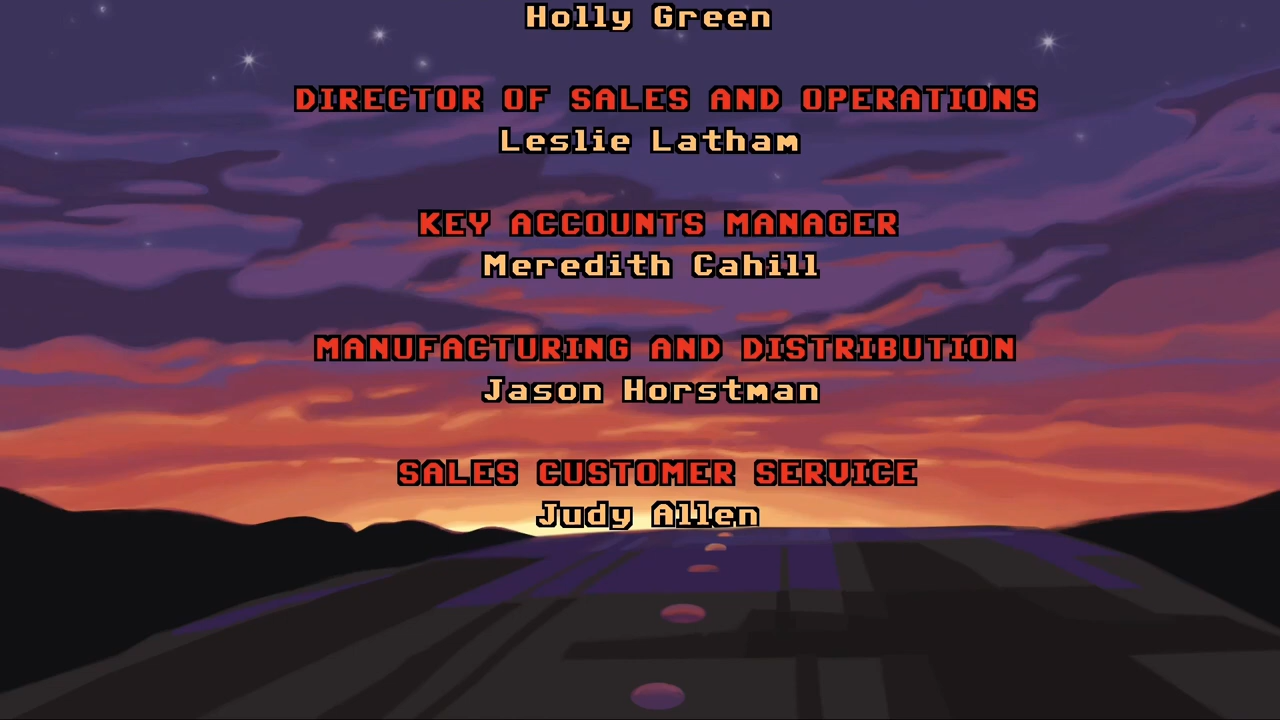 Holly Green
DIRECTOR OF SALES AND OPERATIONS
Leslie Latham
KEY ACCOUNTS MANAGER
Meredith Cahill
MANUFACTURING AND DISTRIBUTION
Jason Horstman
SALES CUSTOMER SERVICE
Judy Allen